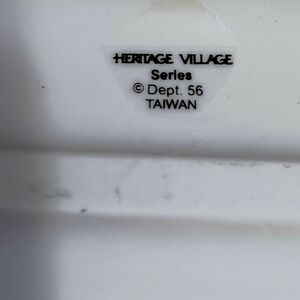 HERITAGE VILLAGE
Series
© Dept. 56
TAIWAN